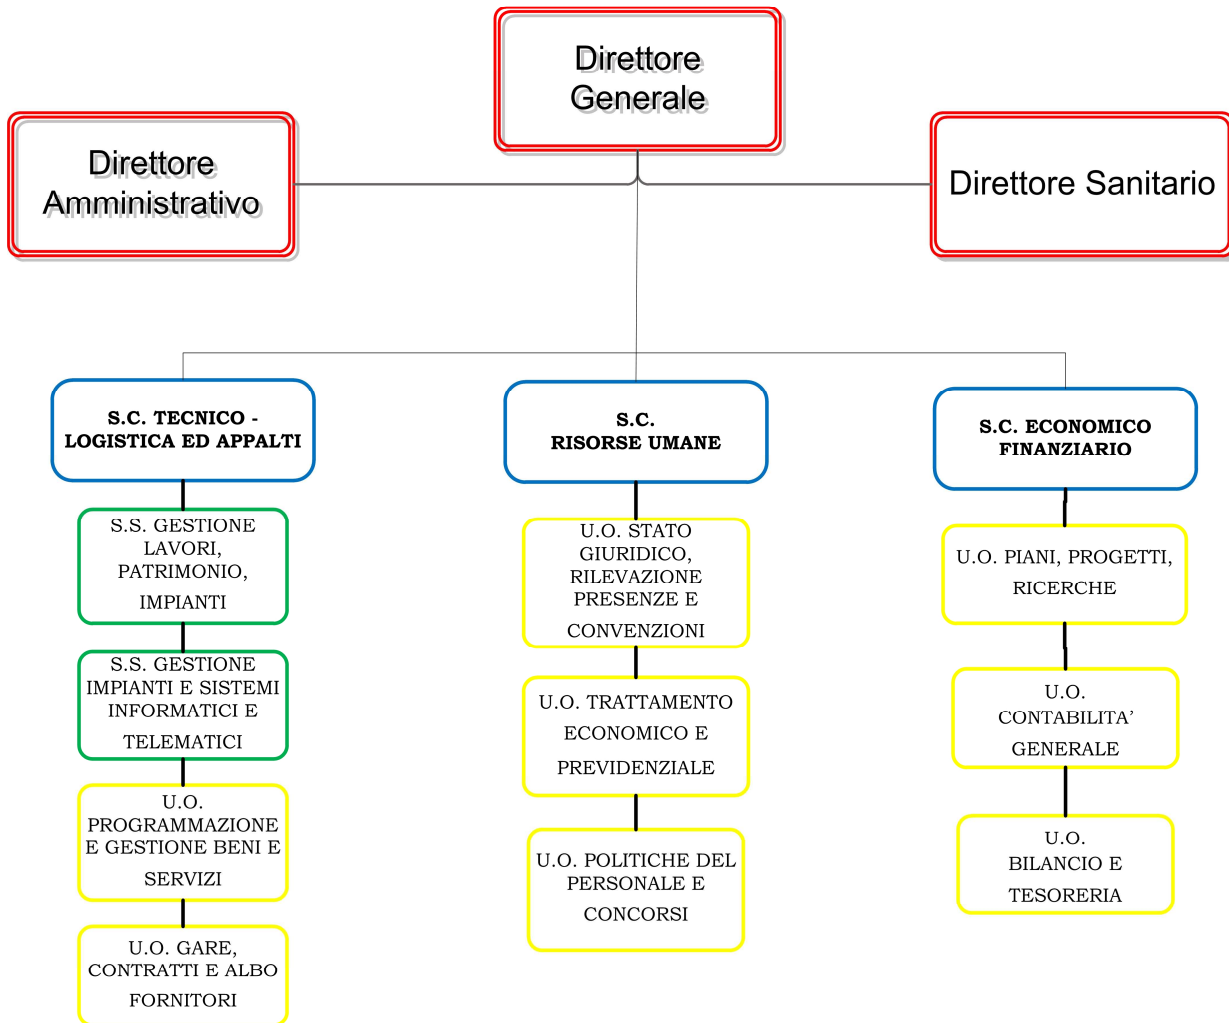 Direttore
Generale
Direttore
Amministrativo
Direttore Sanitario
S.C. TECNICO -
LOGISTICA ED APPALTI
S.S. GESTIONE
LAVORI,
PATRIMONIO,
IMPIANTI
S.S. GESTIONE
IMPIANTI E SISTEMI
INFORMATICI E
TELEMATICI
U.O.
PROGRAMMAZIONE
E GESTIONE BENI E
SERVIZI
U.O. GARE,
CONTRATTI E ALBO
FORNITORI
S.C.
RISORSE UMANE
U.O. STATO
GIURIDICO,
RILEVAZIONE
PRESENZE E
CONVENZIONI
U.O. TRATTAMENTO
ECONOMICO E
PREVIDENZIALE
U.O. POLITICHE DEL
PERSONALE E
CONCORSI
S.C. ECONOMICO
FINANZIARIO
U.O. PIANI, PROGETTI,
RICERCHE
U.O.
CONTABILITA’
GENERALE
U.O.
BILANCIO E
TESORERIA